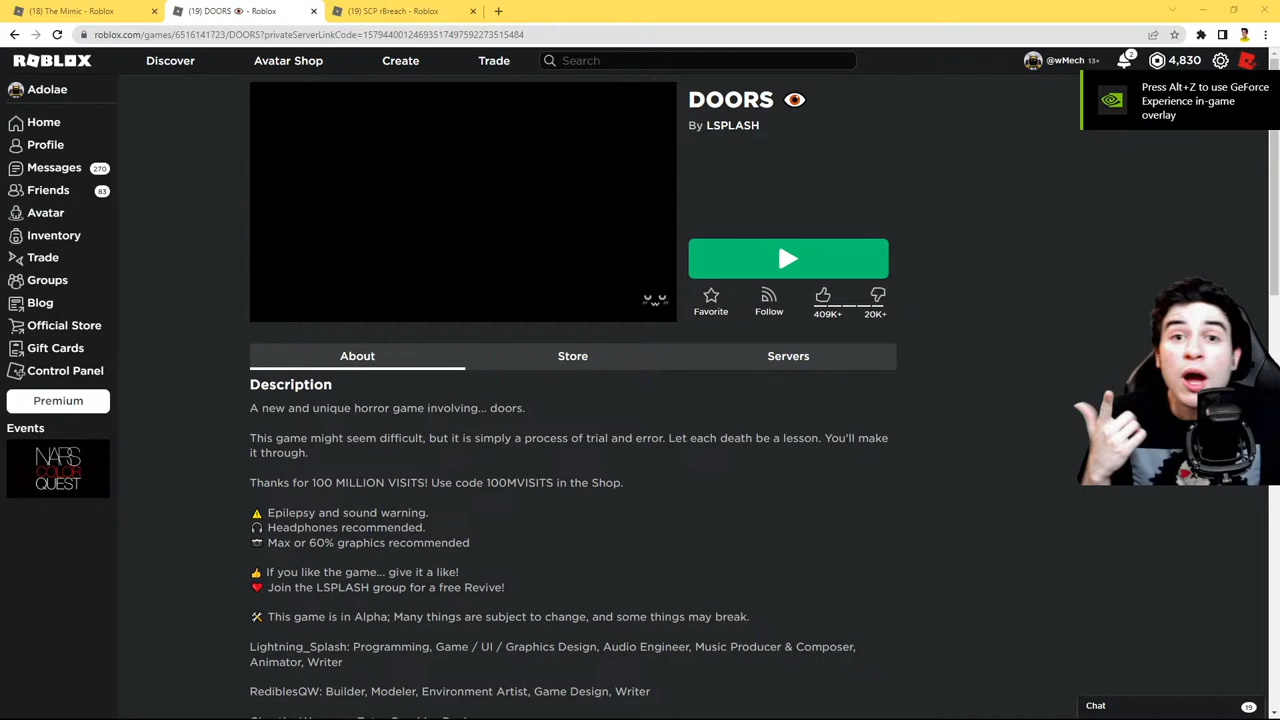 (18) The Mimic - Roblox
(19) DOORS 👁 - Roblox
(19) SCP rBreach - Roblox
roblox.com/games/6516141723/DOORS?privateServerLinkCode=15794400124693517497592273515484
ROBLOX
Discover
Avatar Shop
Create
Trade
Search
@wMech 13+
2
4,830
Adolae
Home
Profile
Messages 270
Friends 83
Avatar
Inventory
Trade
Groups
Blog
Official Store
Gift Cards
Control Panel
Premium
Events
NARS
COLOR
QUEST
DOORS 👁
By LSPLASH
Press Alt+Z to use GeForce
Experience in-game
overlay
Favorite
Follow
409K+
20K+
About
Store
Servers
Description
A new and unique horror game involving... doors.
This game might seem difficult, but it is simply a process of trial and error. Let each death be a lesson. You'll make
it through.
Thanks for 100 MILLION VISITS! Use code 100MVISITS in the Shop.
⚠ Epilepsy and sound warning.
🎧 Headphones recommended.
📷 Max or 60% graphics recommended
👍 If you like the game... give it a like!
❤ Join the LSPLASH group for a free Revive!
🛠 This game is in Alpha; Many things are subject to change, and some things may break.
Lightning_Splash: Programming, Game / UI / Graphics Design, Audio Engineer, Music Producer & Composer,
Animator, Writer
RediblesQW: Builder, Modeler, Environment Artist, Game Design, Writer
Chat 19